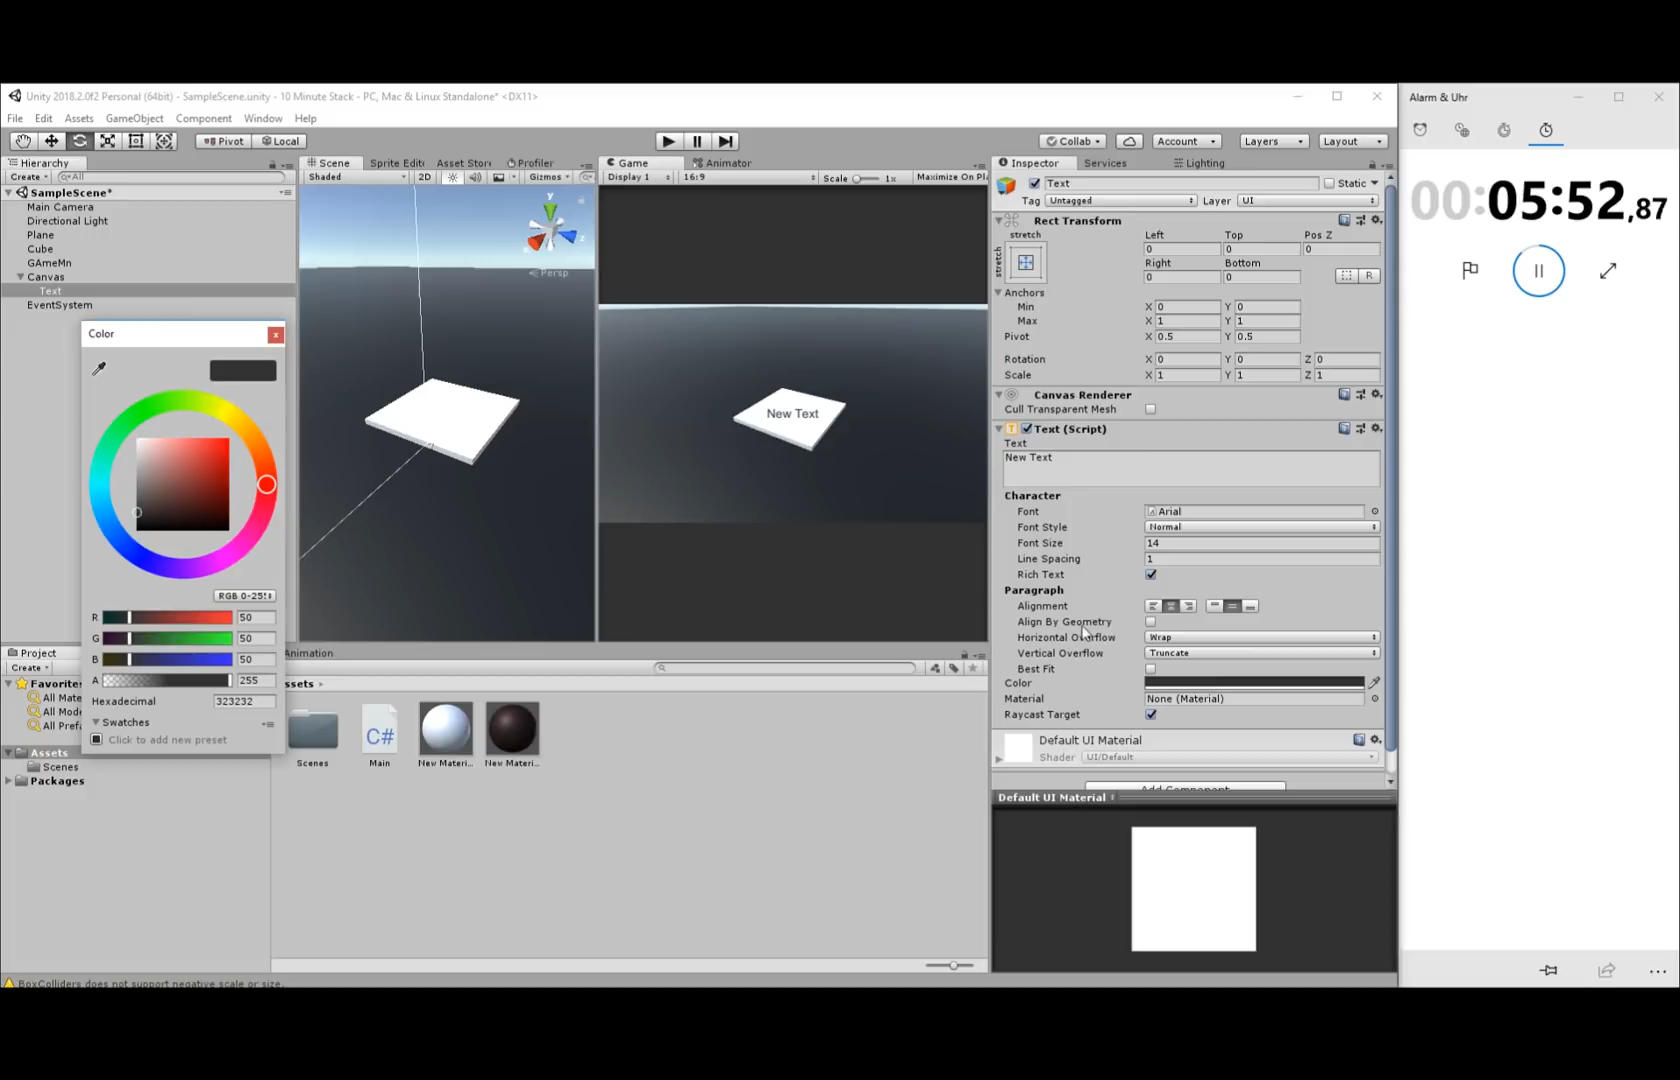 Unity 2018.2.0f2 Personal (64bit) - SampleScene.unity - 10 Minute Stack - PC, Mac & Linux Standalone* <DX11>
File Edit Assets GameObject Component Window Help
Pivot Local
Collab Account Layers Layout
Hierarchy
Create All
SampleScene*
Main Camera
Directional Light
Plane
Cube
GAMeMn
Canvas
Text
EventSystem
Scene Sprite Edit Asset Stor Profiler
Shaded 2D Gizmos
Persp
y
z
Game Animator
Display 1 16:9 Scale 1x Maximize On Pl
New Text
Color
RGB 0-255
R 50
G 50
B 50
A 255
Hexadecimal 323232
Swatches
Click to add new preset
Project
Create
Favorites
All Mate
All Mode
All Prefa
Assets
Scenes
Packages
Animation
ssets
Scenes
C#
Main
New Materi...
New Materi...
BoxColliders does not support negative scale or size.
Inspector Services Lighting
Text Static
Tag Untagged Layer UI
Rect Transform
stretch
stretch
Left Top Pos Z
0 0 0
Right Bottom
0 0
R
Anchors
Min X 0 Y 0
Max X 1 Y 1
Pivot X 0.5 Y 0.5
Rotation X 0 Y 0 Z 0
Scale X 1 Y 1 Z 1
Canvas Renderer
Cull Transparent Mesh
Text (Script)
Text
New Text
Character
Font Arial
Font Style Normal
Font Size 14
Line Spacing 1
Rich Text
Paragraph
Alignment
Align By Geometry
Horizontal Overflow Wrap
Vertical Overflow Truncate
Best Fit
Color
Material None (Material)
Raycast Target
Default UI Material
Shader UI/Default
Add Component
Default UI Material
Alarm & Uhr
00:05:52,87